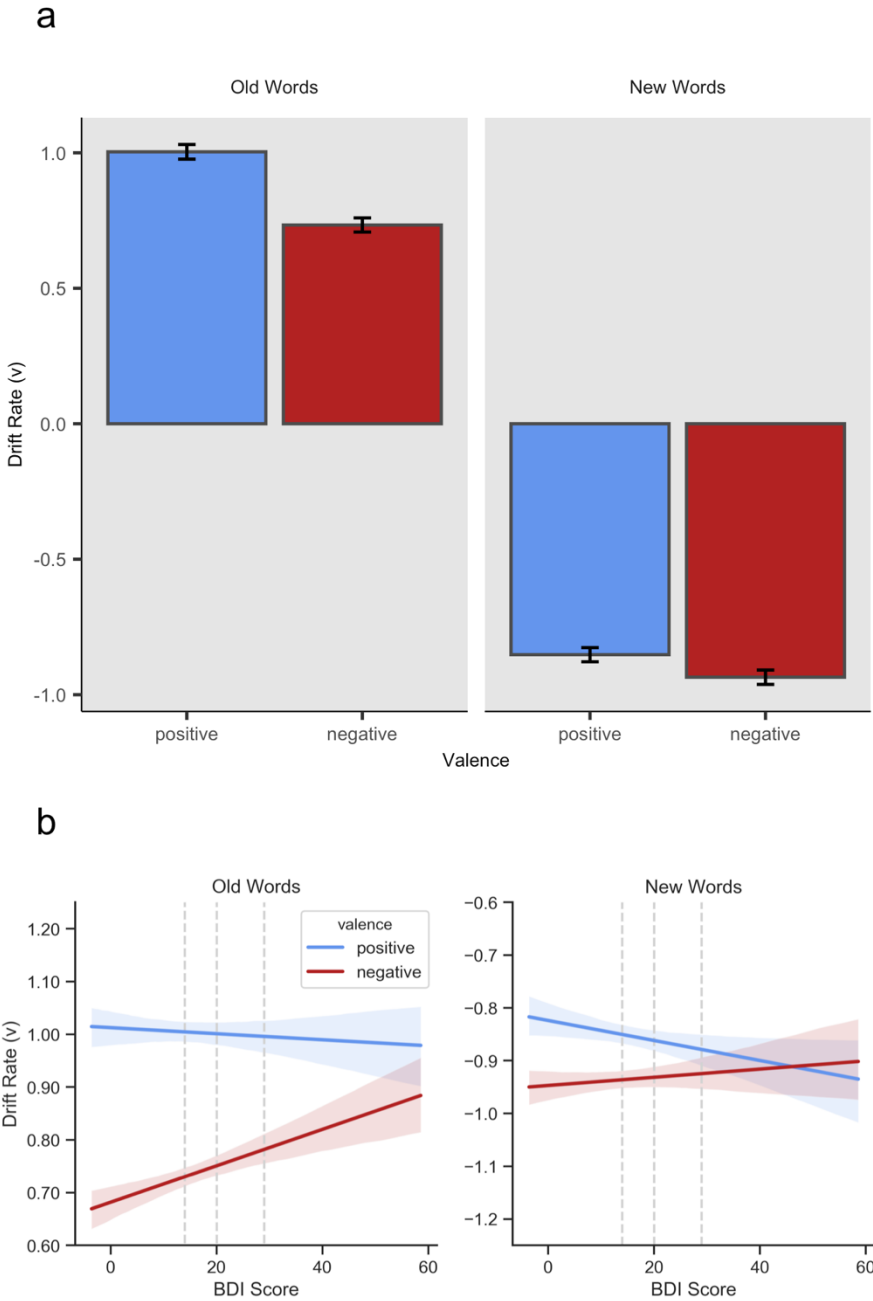 a
Old Words
New Words
1.0
0.5
0.0
-0.5
-1.0
Drift Rate (v)
positive
negative
positive
negative
Valence
b
Old Words
1.20
1.10
1.00
0.90
0.80
0.70
0.60
Drift Rate (v)
valence
positive
negative
0
20
40
60
BDI Score
New Words
−0.6
−0.7
−0.8
−0.9
−1.0
−1.1
−1.2
0
20
40
60
BDI Score